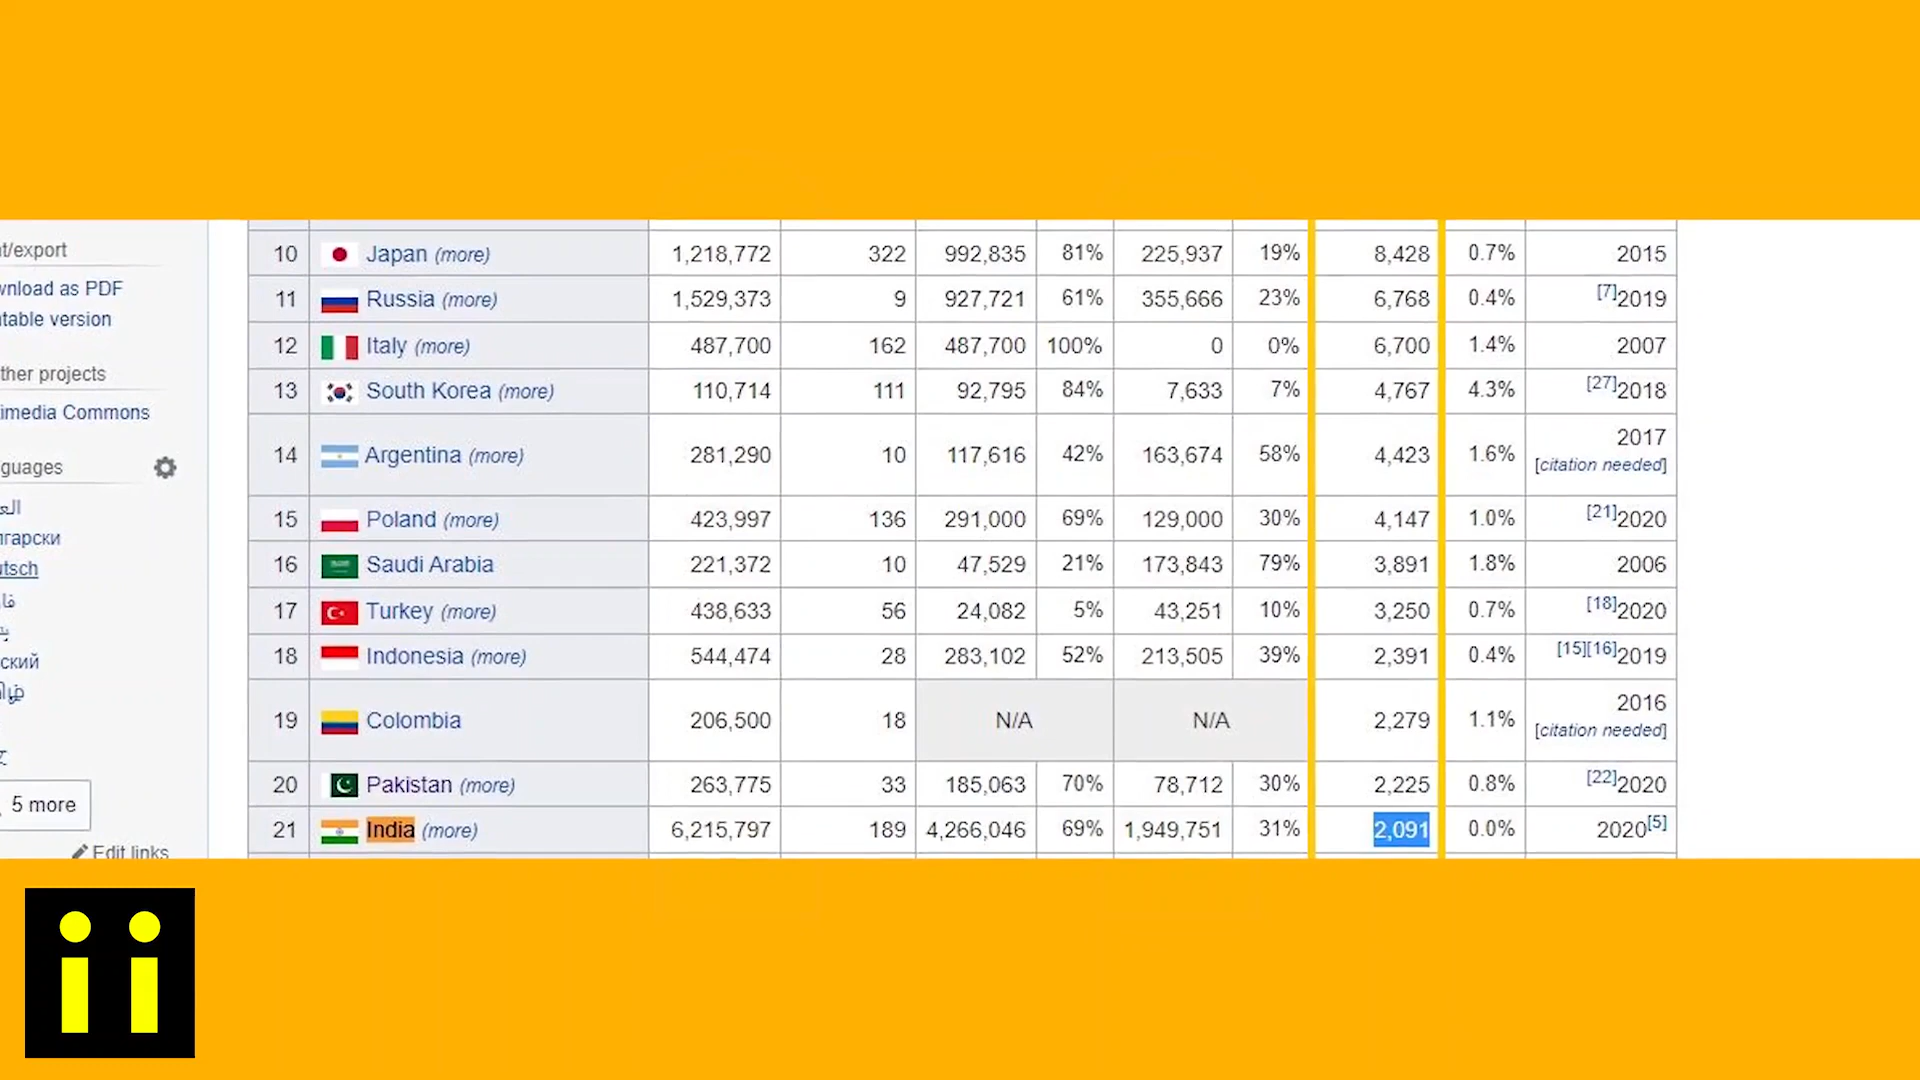 nt/export
wnload as PDF
ntable version
ther projects
timedia Commons
guages
лгарски
utsch
ский
5 more
Edit links
10 Japan (more) 1,218,772 322 992,835 81% 225,937 19% 8,428 0.7% 2015
11 Russia (more) 1,529,373 9 927,721 61% 355,666 23% 6,768 0.4% [7]2019
12 Italy (more) 487,700 162 487,700 100% 0 0% 6,700 1.4% 2007
13 South Korea (more) 110,714 111 92,795 84% 7,633 7% 4,767 4.3% [27]2018
14 Argentina (more) 281,290 10 117,616 42% 163,674 58% 4,423 1.6% 2017
[citation needed]
15 Poland (more) 423,997 136 291,000 69% 129,000 30% 4,147 1.0% [21]2020
16 Saudi Arabia 221,372 10 47,529 21% 173,843 79% 3,891 1.8% 2006
17 Turkey (more) 438,633 56 24,082 5% 43,251 10% 3,250 0.7% [18]2020
18 Indonesia (more) 544,474 28 283,102 52% 213,505 39% 2,391 0.4% [15][16]2019
19 Colombia 206,500 18 N/A N/A 2,279 1.1% 2016
[citation needed]
20 Pakistan (more) 263,775 33 185,063 70% 78,712 30% 2,225 0.8% [22]2020
21 India (more) 6,215,797 189 4,266,046 69% 1,949,751 31% 2,091 0.0% 2020[5]
ii